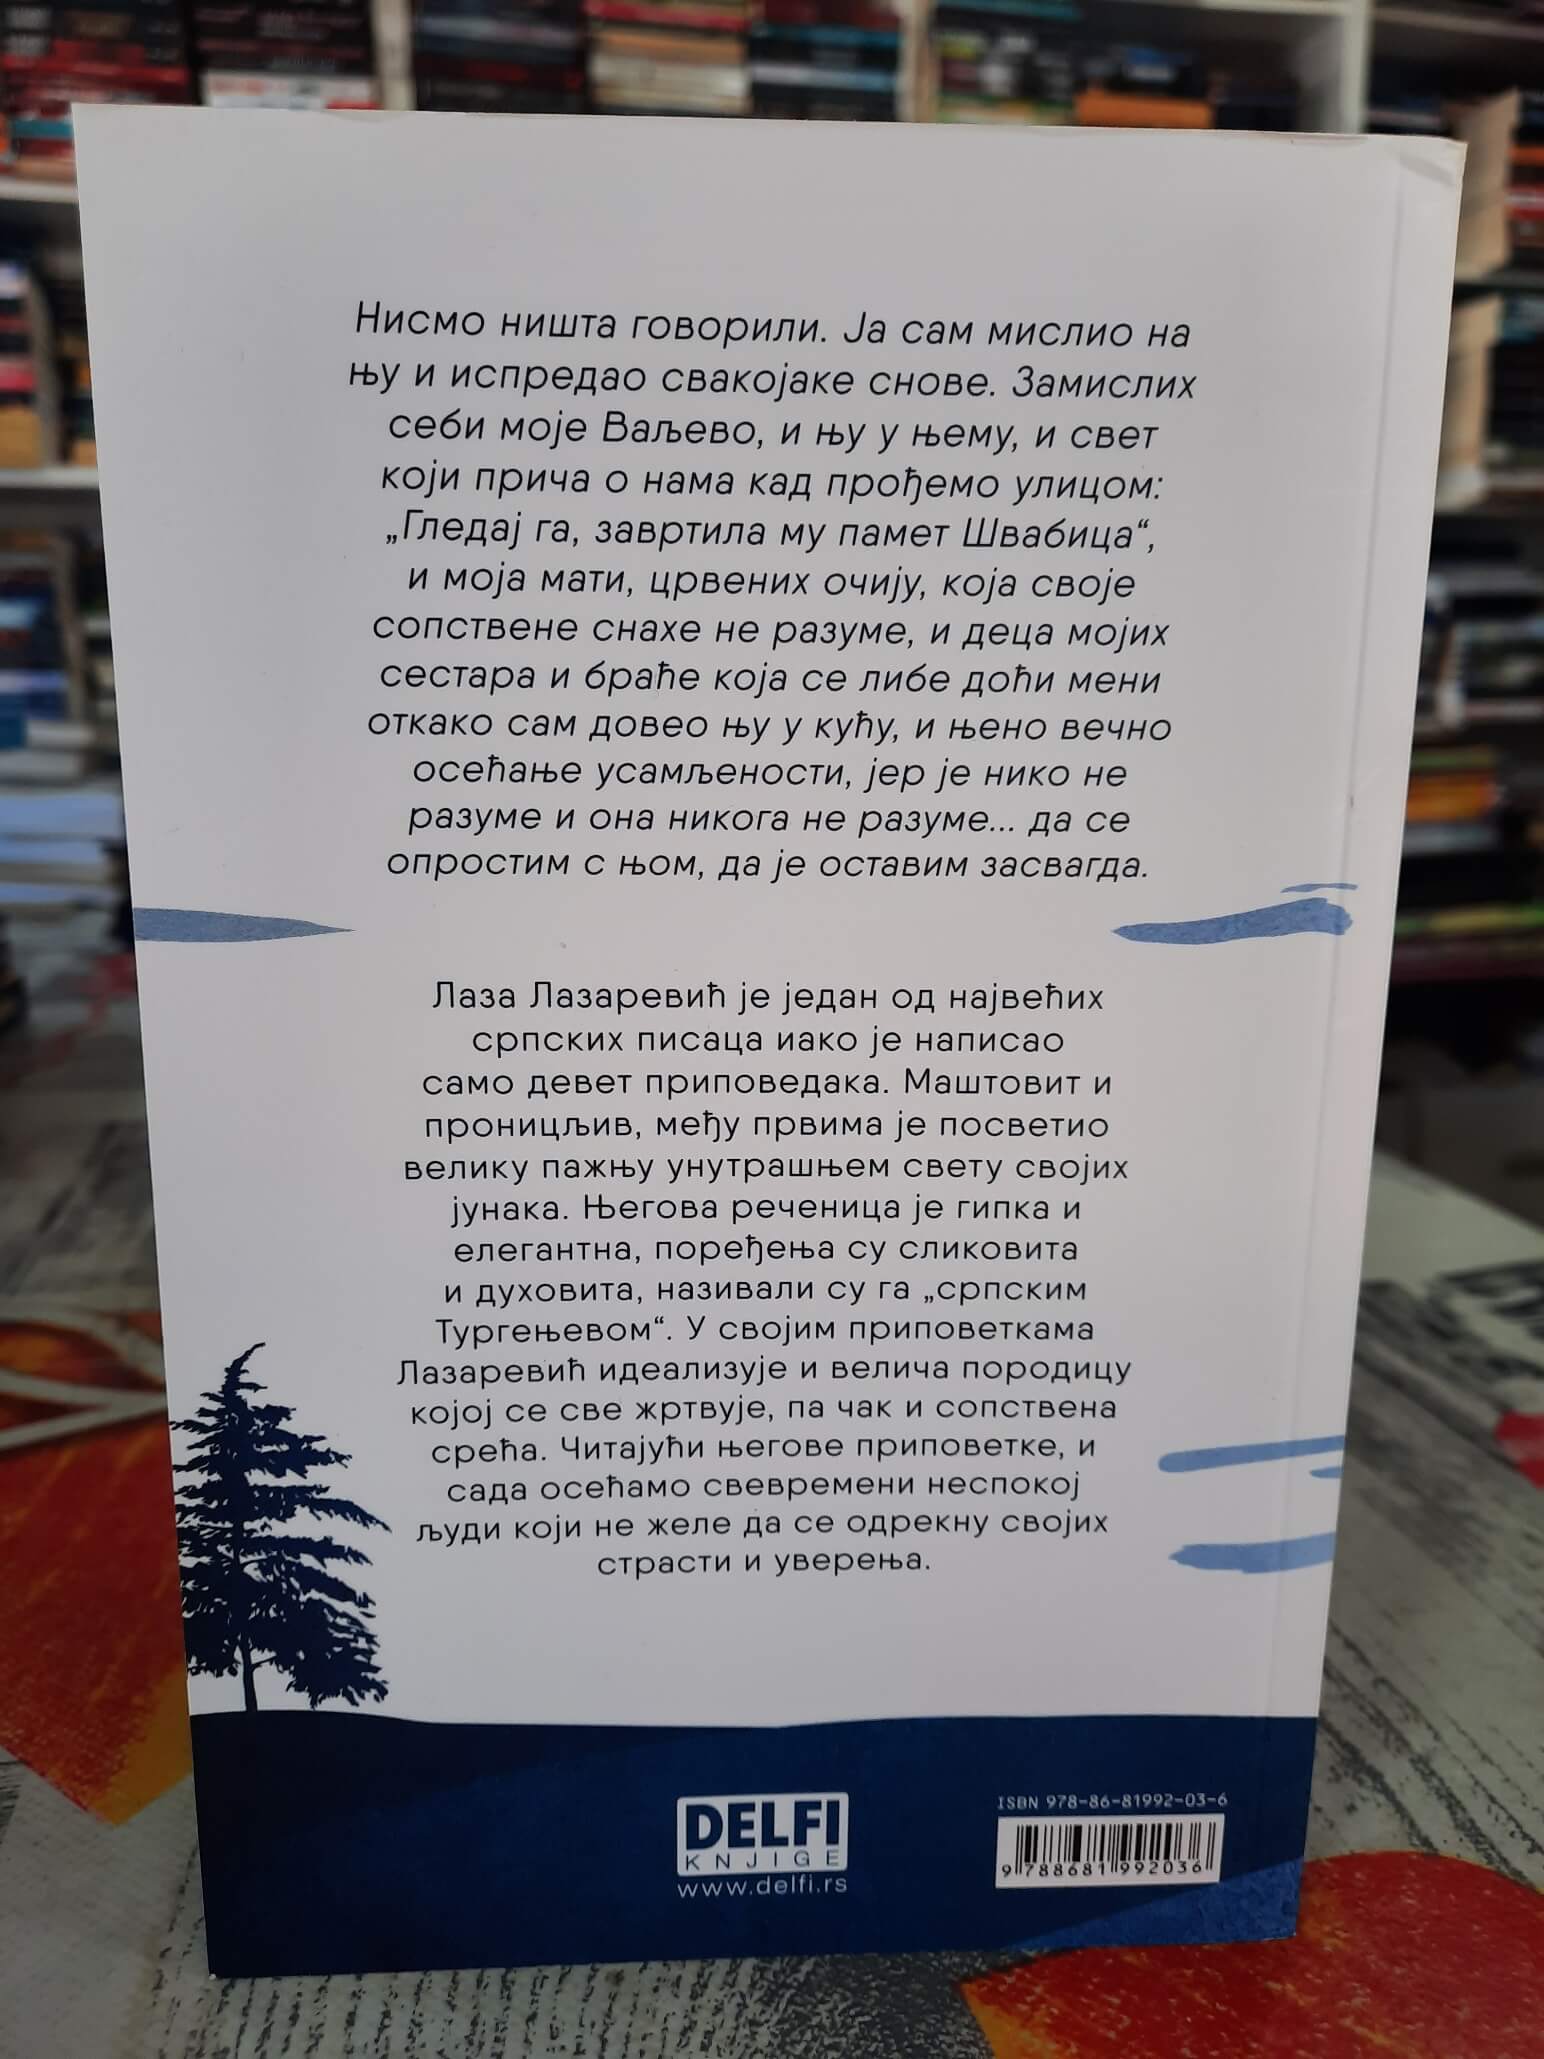 Нисмо ништа говорили. Ја сам мислио на
њу и испредао свакојаке снове. Замислих
себи моје Ваљево, и њу у њему, и свет
који прича о нама кад прођемо улицом:
„Гледај га, завртила му памет Швабица“,
и моја мати, црвених очију, која своје
сопствене снахе не разуме, и деца мојих
сестара и браће која се либе доћи мени
откако сам довео њу у кућу, и њено вечно
осећање усамљености, јер је нико не
разуме и она никога не разуме... да се
опростим с њом, да је оставим засвагда.
Лаза Лазаревић је један од највећих
српских писаца иако је написао
само девет приповедака. Маштовит и
проницљив, међу првима је посветио
велику пажњу унутрашњем свету својих
јунака. Његова реченица је гипка и
елегантна, поређења су сликовита
и духовита, називали су га „српским
Тургењевом“. У својим приповеткама
Лазаревић идеализује и велича породицу
којој се све жртвује, па чак и сопствена
срећа. Читајући његове приповетке, и
сада осећамо свевремени неспокој
људи који не желе да се одрекну својих
страсти и уверења.
DELFI
KNJIGE
www.delfi.rs
ISBN 978-86-81992-03-6
9 788681 992036